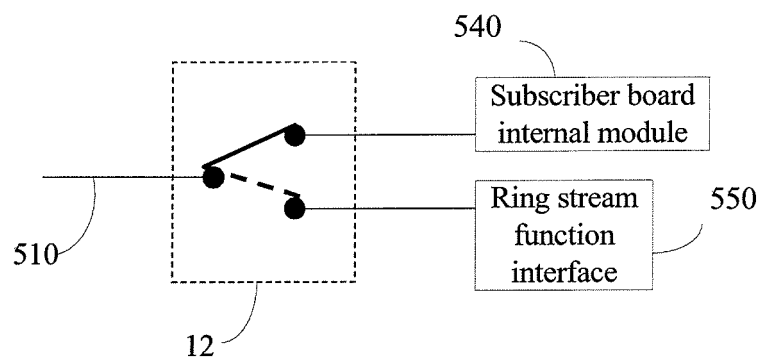 540
Subscriber board
internal module
Ring stream
function
interface
550
510
12